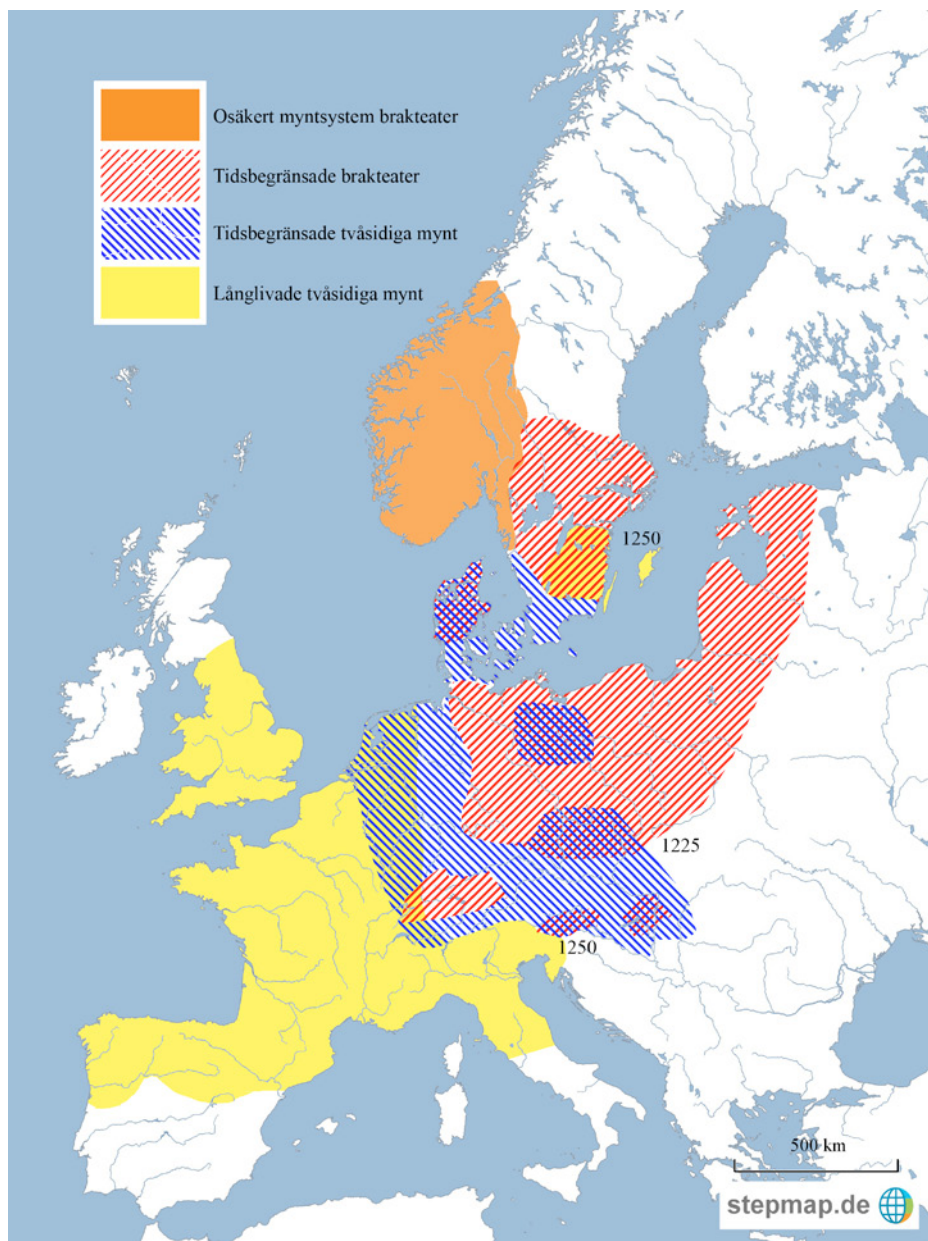 Osäkert myntsystem brakteater
Tidsbegränsade brakteater
Tidsbegränsade tvåsidiga mynt
Långlivade tvåsidiga mynt
1250
1225
1250
500 km
stepmap.de